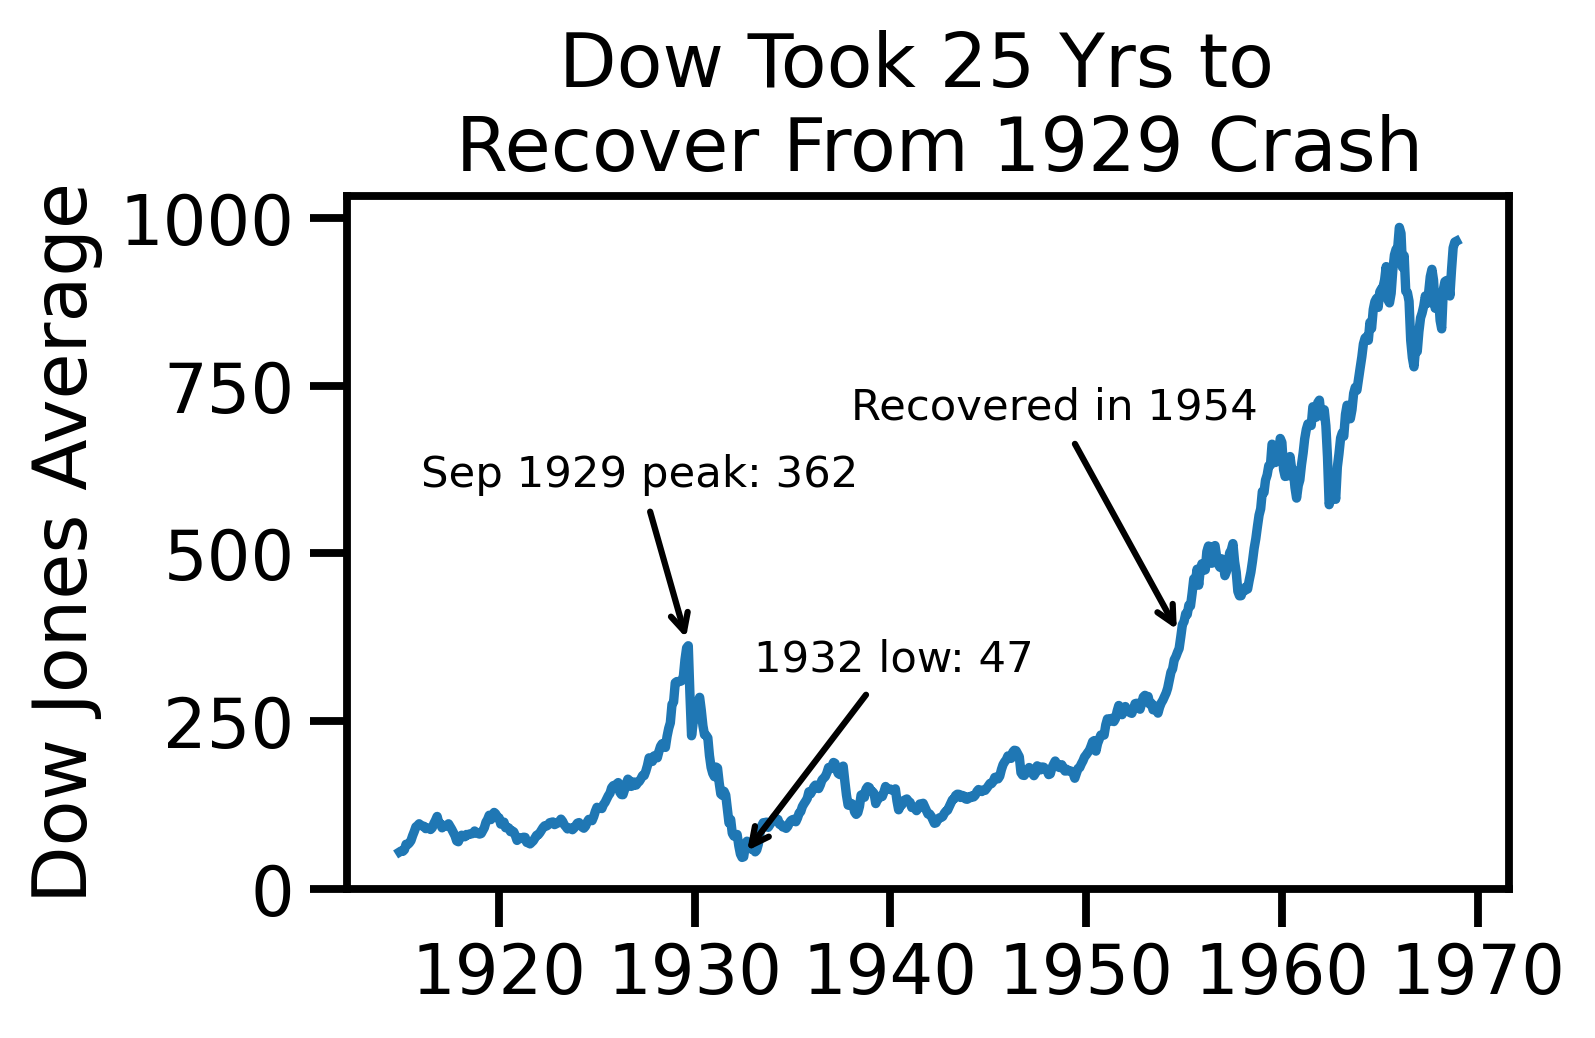 Dow Took 25 Yrs to
Recover From 1929 Crash
Dow Jones Average
1000
750
500
250
0
Recovered in 1954
Sep 1929 peak: 362
1932 low: 47
1920 1930 1940 1950 1960 1970